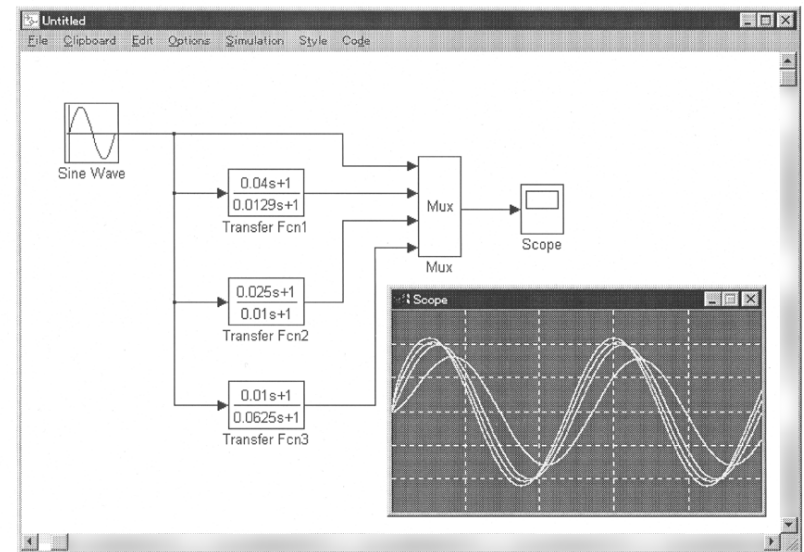 Untitled
File Clipboard Edit Options Simulation Style Code
Sine Wave
0.04s+1
0.0129s+1
Transfer Fcn1
Mux
Mux
Scope
0.025s+1
0.01s+1
Transfer Fcn2
Scope
0.01s+1
0.0625s+1
Transfer Fcn3